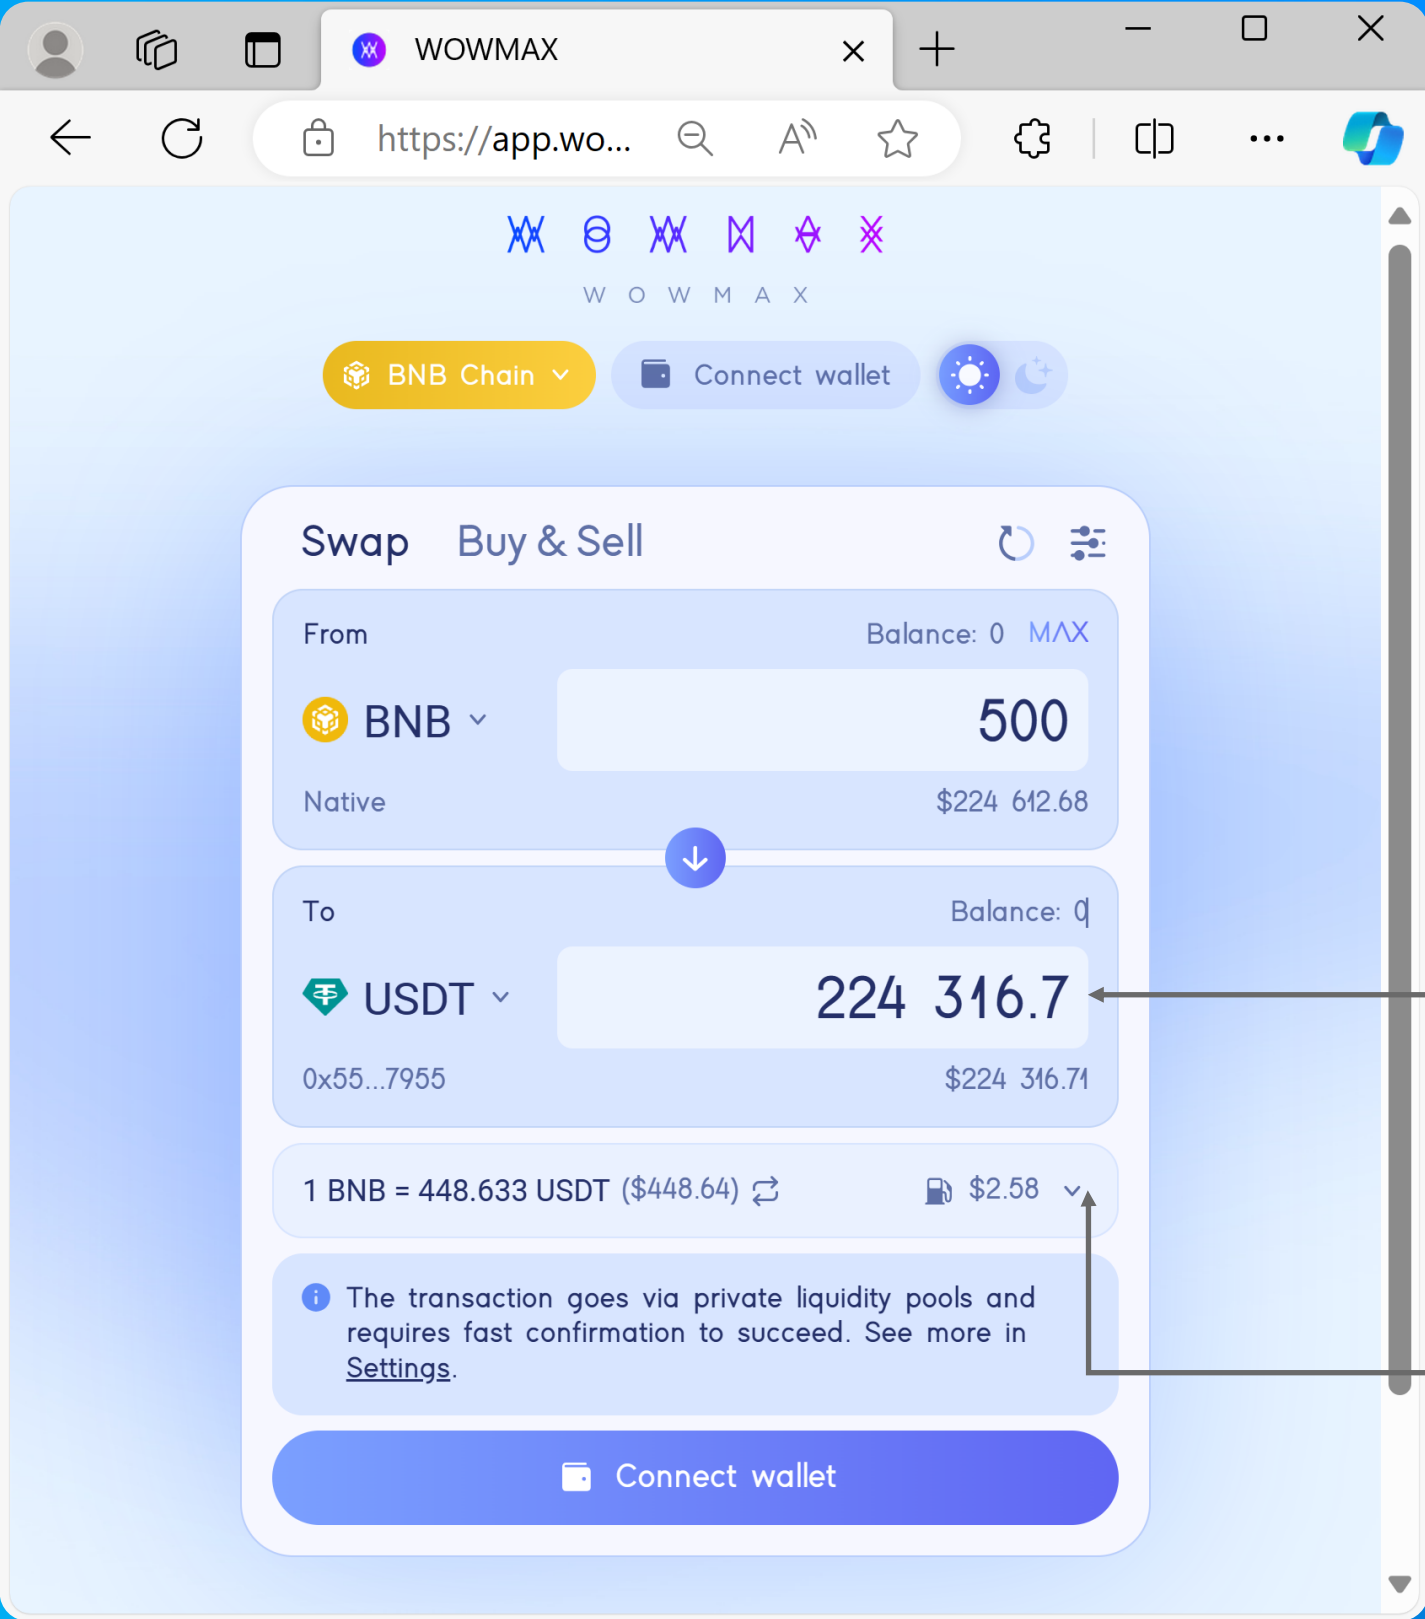 WOWMAX
https://app.wo...
WOWMAX
WOWMAX
BNB Chain
Connect wallet
Swap
Buy & Sell
From
Balance: 0 MAX
BNB
500
Native
$224 612.68
To
Balance: 0
USDT
224 316.7
0x55...7955
$224 316.71
1 BNB = 448.633 USDT ($448.64)
$2.58
The transaction goes via private liquidity pools and
requires fast confirmation to succeed. See more in
Settings.
Connect wallet